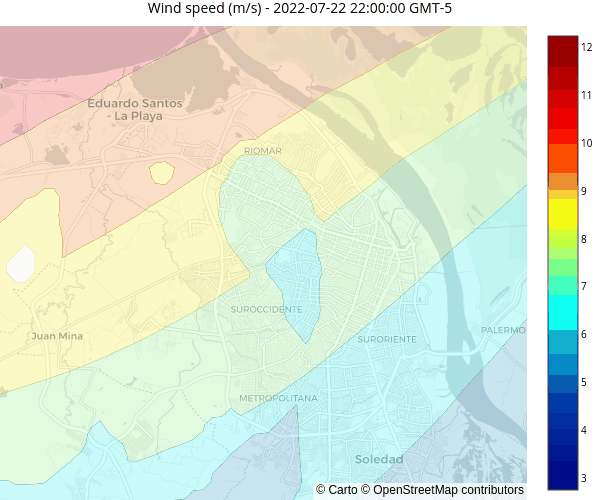 Wind speed (m/s) - 2022-07-22 22:00:00 GMT-5
12
Eduardo Santos
- La Playa
11
RIOMAR
10
9
8
7
SUROCCIDENTE
Juan Mina
SURORIENTE
PALERMO
6
5
METROPOLITANA
4
Soledad
3
© Carto © OpenStreetMap contributors